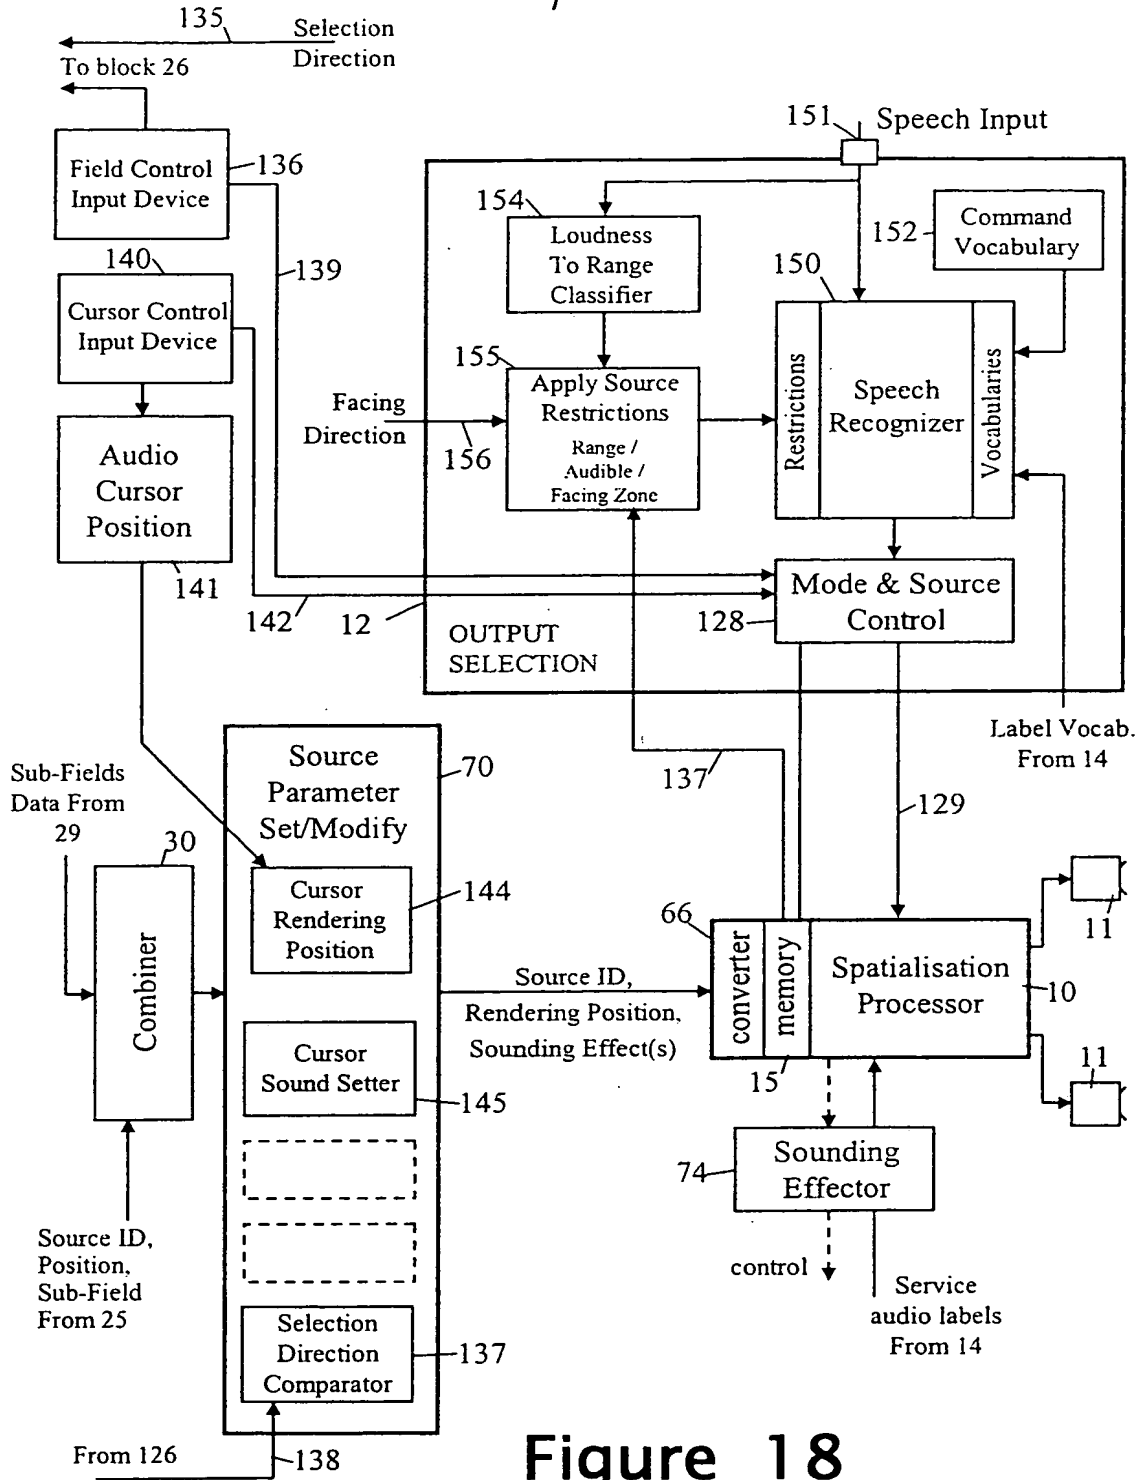 135
Selection
Direction
To block 26
Field Control
Input Device
136
140
139
Cursor Control
Input Device
Audio
Cursor
Position
141
142
151
Speech Input
154
Loudness
To Range
Classifier
152
Command
Vocabulary
150
Restrictions
Speech
Recognizer
Vocabularies
155
Apply Source
Restrictions
Range /
Audible /
Facing Zone
Facing
Direction
156
Mode & Source
Control
128
12
OUTPUT
SELECTION
Label Vocab.
From 14
137
129
Sub-Fields
Data From
29
30
Combiner
Source
Parameter
Set/Modify
70
Cursor
Rendering
Position
144
Cursor
Sound Setter
145
Source ID,
Rendering Position,
Sounding Effect(s)
66
converter
memory
15
Spatialisation
Processor
10
11
11
74
Sounding
Effector
control
Service
audio labels
From 14
Source ID,
Position,
Sub-Field
From 25
Selection
Direction
Comparator
137
From 126
138
Figure 18